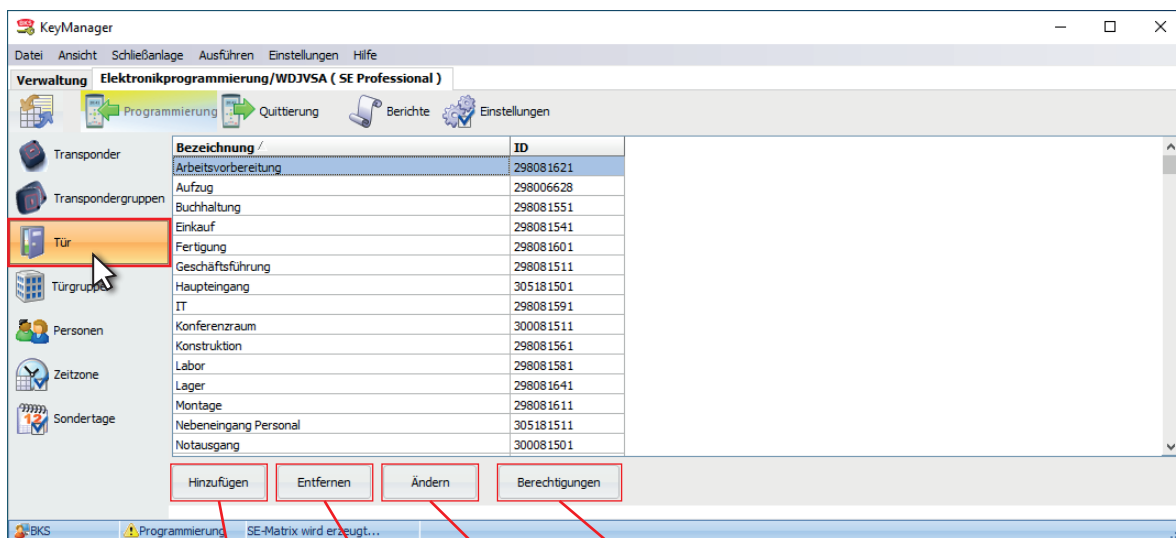 KeyManager
Datei Ansicht Schließanlage Ausführen Einstellungen Hilfe
Verwaltung Elektronikprogrammierung/WDJVSA ( SE Professional )
Programmierung Quittierung Berichte Einstellungen
Transponder
Transpondergruppen
Tür
Türgruppen
Personen
Zeitzone
12 Sondertage
Bezeichnung ID
Arbeitsvorbereitung 298081621
Aufzug 298006628
Buchhaltung 298081551
Einkauf 298081541
Fertigung 298081601
Geschäftsführung 298081511
Haupteingang 305181501
IT 298081591
Konferenzraum 300081511
Konstruktion 298081561
Labor 298081581
Lager 298081641
Montage 298081611
Nebeneingang Personal 305181511
Notausgang 300081501
Hinzufügen Entfernen Ändern Berechtigungen
BKS Programmierung SE-Matrix wird erzeugt...